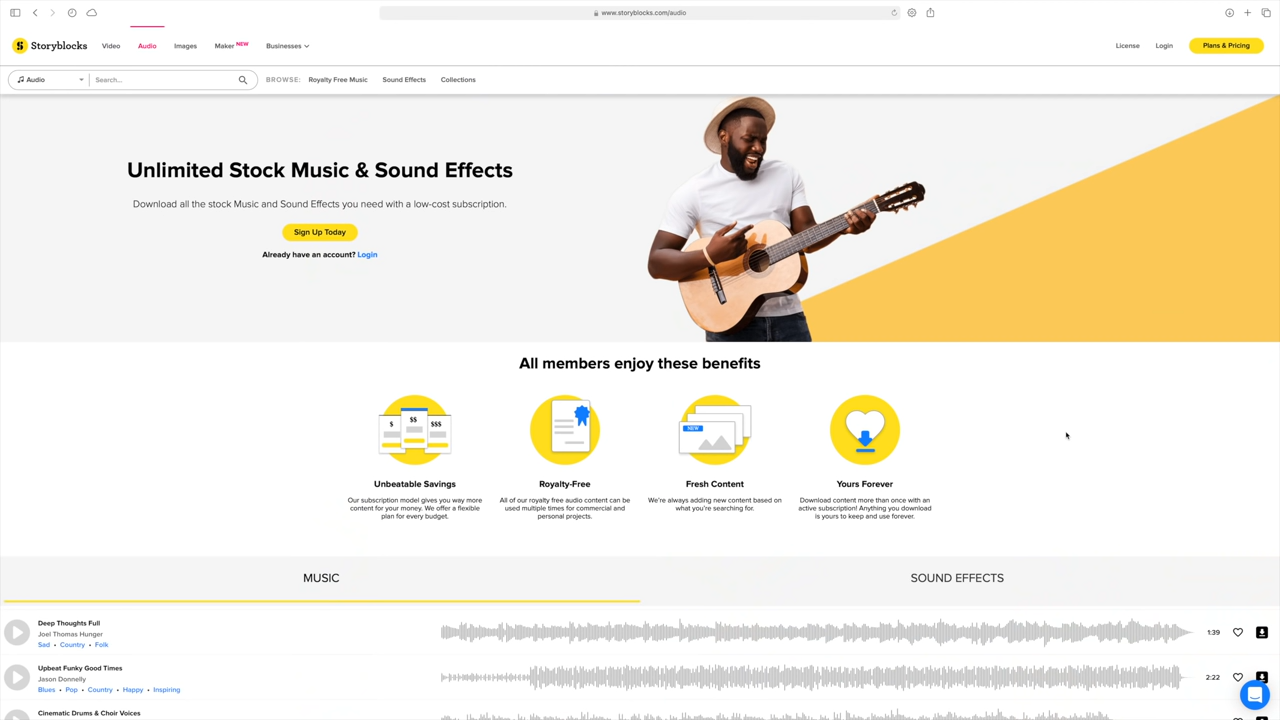 www.storyblocks.com/audio
Storyblocks Video Audio Images Maker NEW Businesses License Login Plans & Pricing
Audio Search... BROWSE: Royalty Free Music Sound Effects Collections
Unlimited Stock Music & Sound Effects
Download all the stock Music and Sound Effects you need with a low-cost subscription.
Sign Up Today
Already have an account? Login
All members enjoy these benefits
$ $$ $$$
NEW
Unbeatable Savings
Our subscription model gives you way more
content for your money. We offer a flexible
plan for every budget.
Royalty-Free
All of our royalty free audio content can be
used multiple times for commercial and
personal projects.
Fresh Content
We're always adding new content based on
what you're searching for.
Yours Forever
Download content more than once with an
active subscription! Anything you download
is yours to keep and use forever.
MUSIC SOUND EFFECTS
Deep Thoughts Full
Joel Thomas Hunger
Sad • Country • Folk
1:39
Upbeat Funky Good Times
Jason Donnelly
Blues • Pop • Country • Happy • Inspiring
2:22
Cinematic Drums & Choir Voices